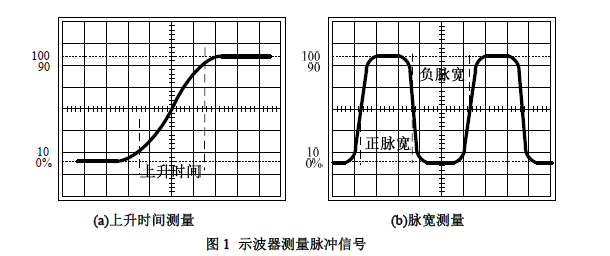 100
90
10
0%
上升时间
(a)上升时间测量
100
90
10
0%
负脉宽
正脉宽
(b)脉宽测量
图 1 示波器测量脉冲信号